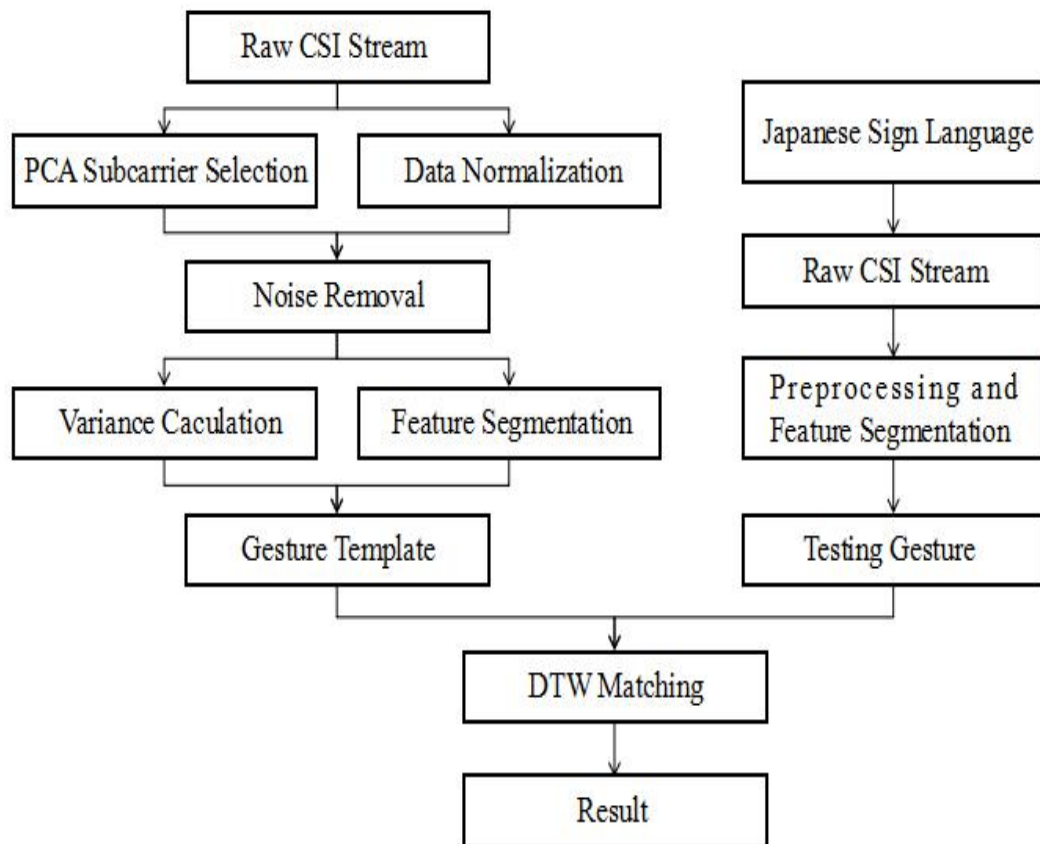 Raw CSI Stream
PCA Subcarrier Selection
Data Normalization
Noise Removal
Variance Caculation
Feature Segmentation
Gesture Template
Japanese Sign Language
Raw CSI Stream
Preprocessing and
Feature Segmentation
Testing Gesture
DTW Matching
Result